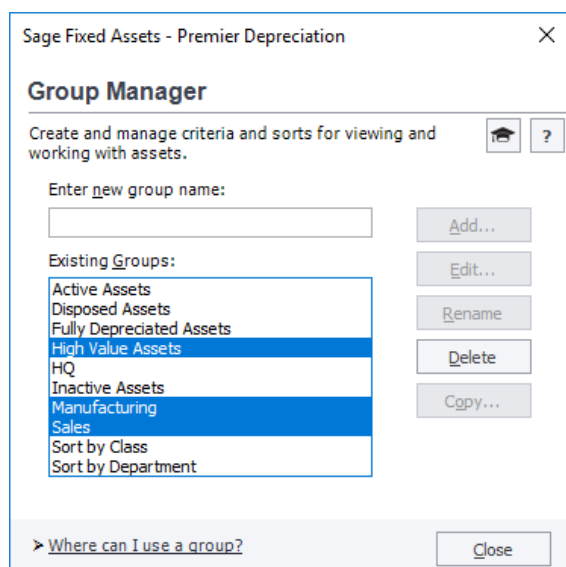 Sage Fixed Assets - Premier Depreciation
Group Manager
Create and manage criteria and sorts for viewing and
working with assets.
?
Enter new group name:
Add...
Existing Groups:
Edit...
Active Assets
Disposed Assets
Rename
Fully Depreciated Assets
High Value Assets
Delete
HQ
Inactive Assets
Copy...
Manufacturing
Sales
Sort by Class
Sort by Department
Where can I use a group?
Close